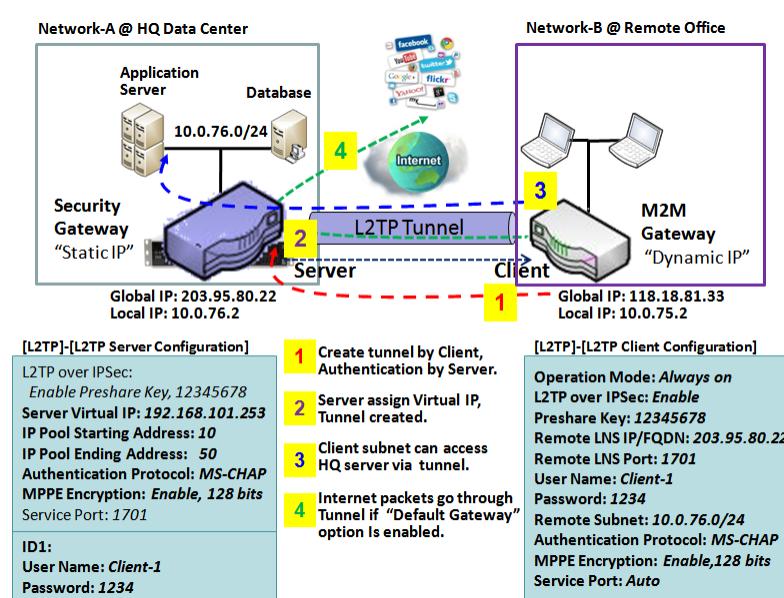 Network-A @ HQ Data Center
Network-B @ Remote Office
facebook
YouTube
twitter
Google+
flickr
YAHOO!
my
Application
Server
Database
10.0.76.0/24
4
Internet
3
Security
Gateway
"Static IP"
2
L2TP Tunnel
M2M
Gateway
"Dynamic IP"
Server
Client
1
Global IP: 203.95.80.22
Local IP: 10.0.76.2
Global IP: 118.18.81.33
Local IP: 10.0.75.2
[L2TP]-[L2TP Server Configuration]
L2TP over IPSec:
Enable Preshare Key, 12345678
Server Virtual IP: 192.168.101.253
IP Pool Starting Address: 10
IP Pool Ending Address: 50
Authentication Protocol: MS-CHAP
MPPE Encryption: Enable, 128 bits
Service Port: 1701
ID1:
User Name: Client-1
Password: 1234
1 Create tunnel by Client,
Authentication by Server.
2 Server assign Virtual IP,
Tunnel created.
3 Client subnet can access
HQ server via tunnel.
4 Internet packets go through
Tunnel if "Default Gateway"
option Is enabled.
[L2TP]-[L2TP Client Configuration]
Operation Mode: Always on
L2TP over IPSec: Enable
Preshare Key: 12345678
Remote LNS IP/FQDN: 203.95.80.22
Remote LNS Port: 1701
User Name: Client-1
Password: 1234
Remote Subnet: 10.0.76.0/24
Authentication Protocol: MS-CHAP
MPPE Encryption: Enable,128 bits
Service Port: Auto